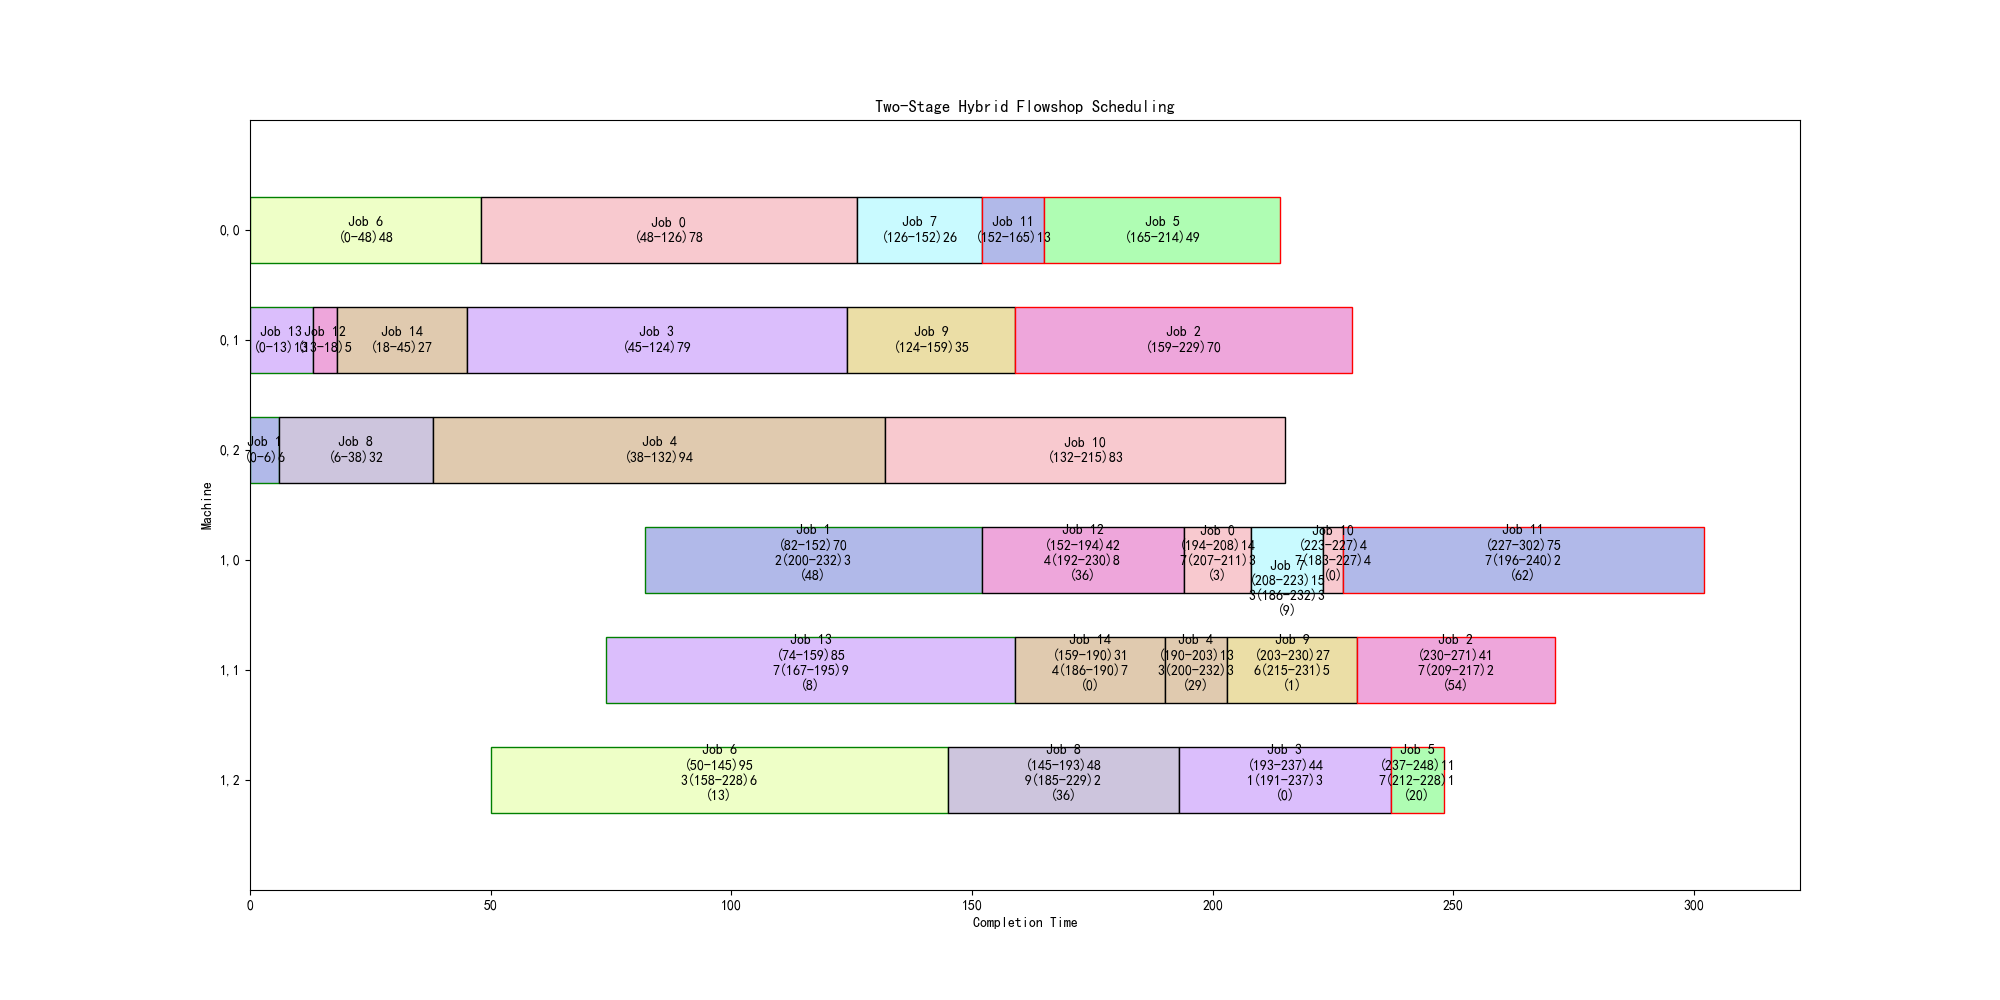 Two-Stage Hybrid Flowshop Scheduling
0,0
Job 6
(0-48)48
Job 0
(48-126)78
Job 7
(126-152)26
Job 11
(152-165)13
Job 5
(165-214)49
0,1
Job 13
(0-13)13
Job 12
(13-18)5
Job 14
(18-45)27
Job 3
(45-124)79
Job 9
(124-159)35
Job 2
(159-229)70
0,2
Job 1
(0-6)6
Job 8
(6-38)32
Job 4
(38-132)94
Job 10
(132-215)83
Machine
1,0
Job 1
(82-152)70
2(200-232)3
(48)
Job 12
(152-194)42
4(192-230)8
(36)
Job 0
(194-208)14
7(207-211)3
(3)
Job 7
(208-223)15
3(186-232)3
(9)
Job 10
(223-227)4
7(183-227)4
(0)
Job 11
(227-302)75
7(196-240)2
(62)
1,1
Job 13
(74-159)85
7(167-195)9
(8)
Job 14
(159-190)31
4(186-190)7
(0)
Job 4
(190-203)13
3(200-232)3
(29)
Job 9
(203-230)27
6(215-231)5
(1)
Job 2
(230-271)41
7(209-217)2
(54)
1,2
Job 6
(50-145)95
3(158-228)6
(13)
Job 8
(145-193)48
9(185-229)2
(36)
Job 3
(193-237)44
1(191-237)3
(0)
Job 5
(237-248)11
7(212-228)1
(20)
0
50
100
150
200
250
300
Completion Time